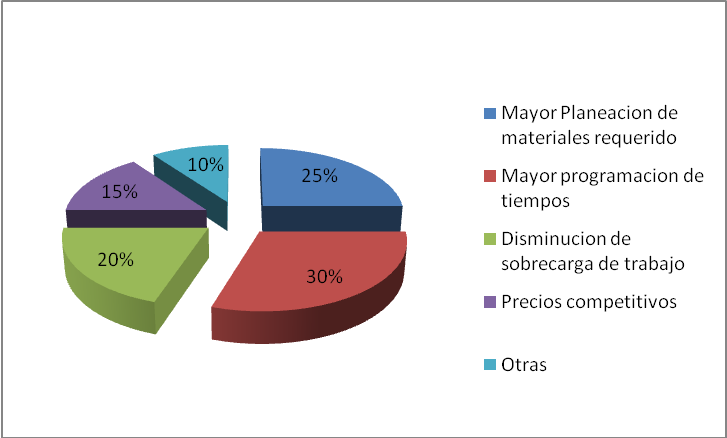 10%
25%
15%
20%
30%
Mayor Planeacion de
materiales requerido
Mayor programacion de
tiempos
Disminucion de
sobrecarga de trabajo
Precios competitivos
Otras